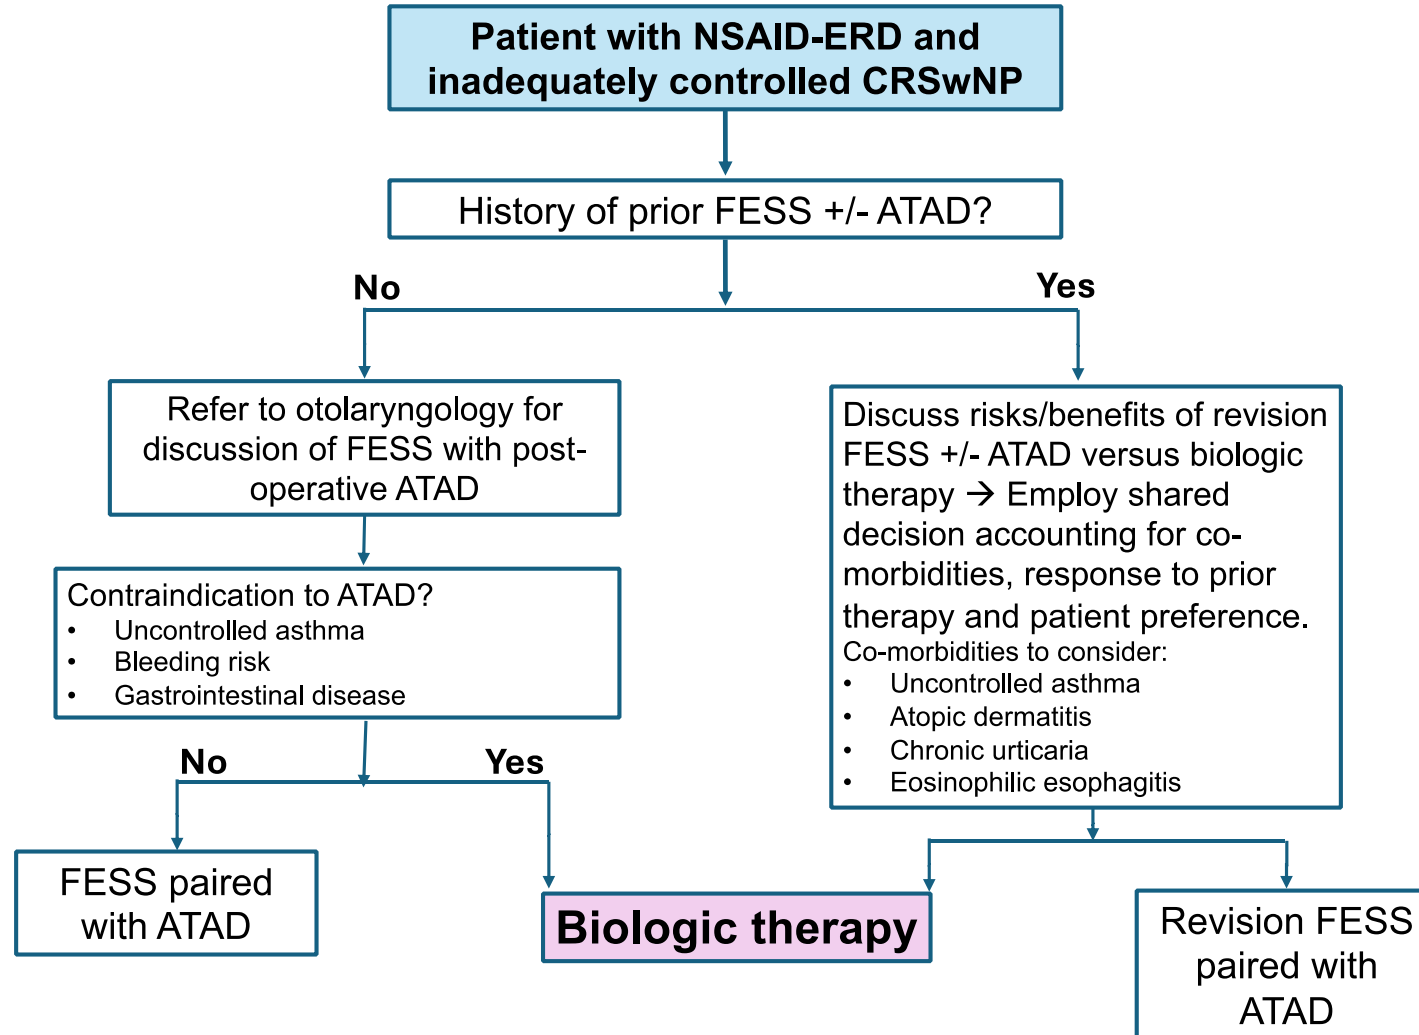 Patient with NSAID-ERD and
inadequately controlled CRSwNP
History of prior FESS +/- ATAD?
No
Yes
Refer to otolaryngology for
discussion of FESS with post-
operative ATAD
Contraindication to ATAD?
• Uncontrolled asthma
• Bleeding risk
• Gastrointestinal disease
No
Yes
FESS paired
with ATAD
Discuss risks/benefits of revision
FESS +/- ATAD versus biologic
therapy → Employ shared
decision accounting for co-
morbidities, response to prior
therapy and patient preference.
Co-morbidities to consider:
• Uncontrolled asthma
• Atopic dermatitis
• Chronic urticaria
• Eosinophilic esophagitis
Biologic therapy
Revision FESS
paired with
ATAD